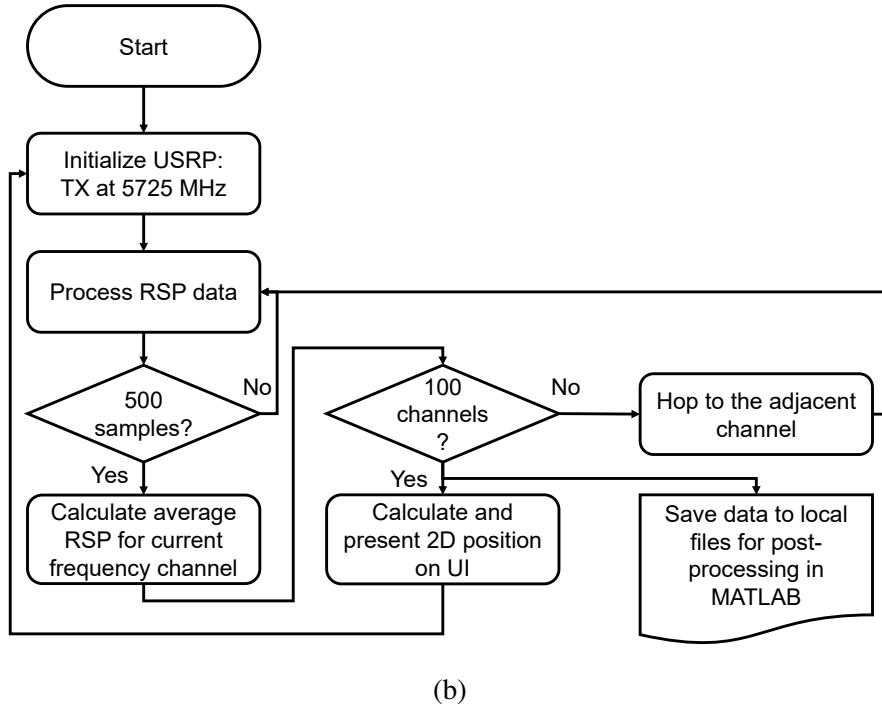 Start
Initialize USRP:
TX at 5725 MHz
Process RSP data
500
samples?
No
Yes
Calculate average
RSP for current
frequency channel
100
channels
?
No
Hop to the adjacent
channel
Yes
Calculate and
present 2D position
on UI
Save data to local
files for post-
processing in
MATLAB
(b)